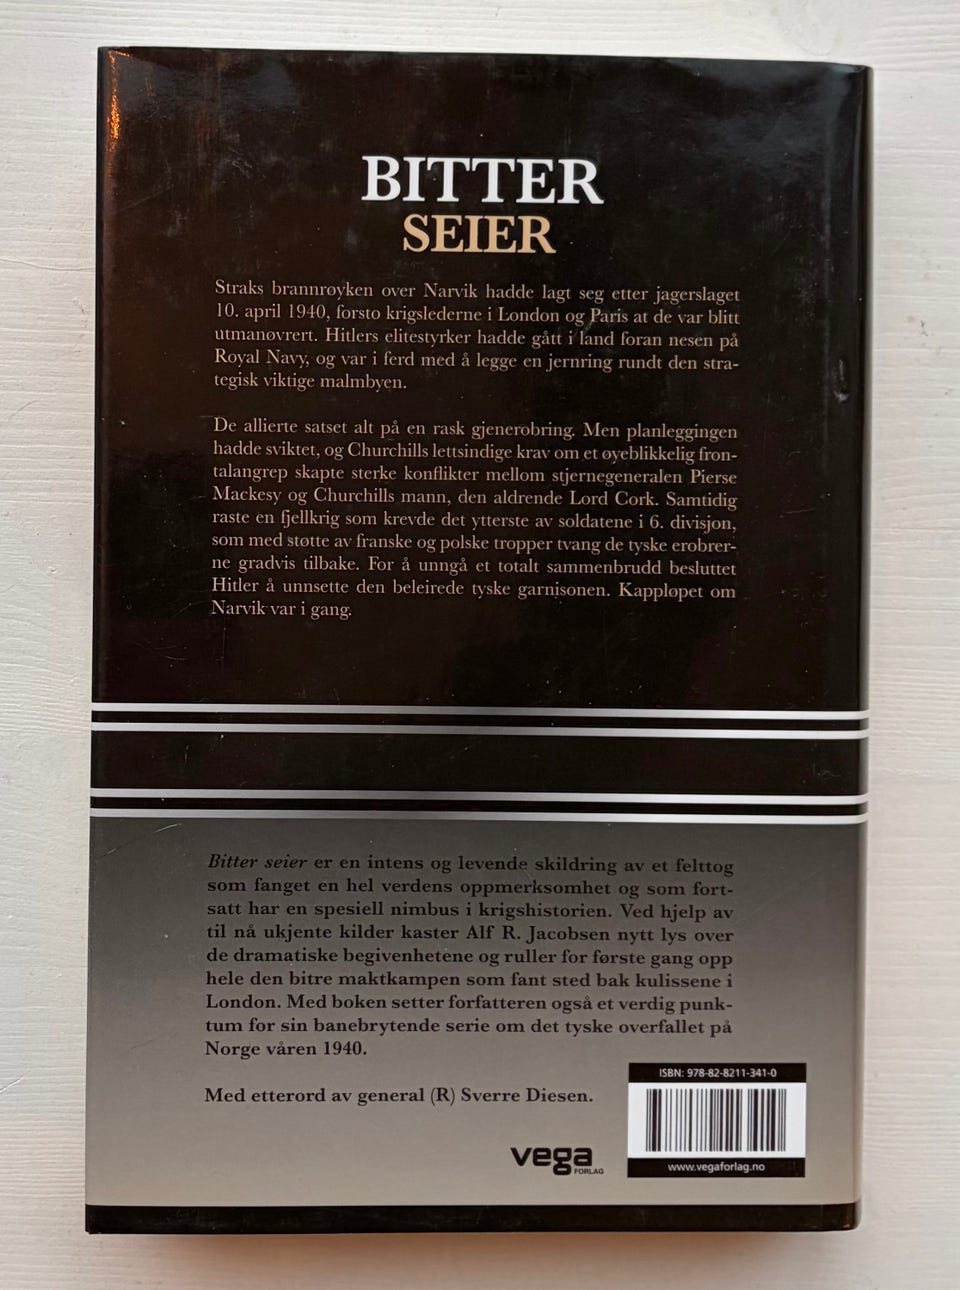 BITTER
SEIER
Straks brannrøyken over Narvik hadde lagt seg etter jagerslaget
10. april 1940, forsto krigslederne i London og Paris at de var blitt
utmanøvrert. Hitlers elitestyrker hadde gått i land foran nesen på
Royal Navy, og var i ferd med å legge en jernring rundt den stra-
tegisk viktige malmbyen.
De allierte satset alt på en rask gjenerobring. Men planleggingen
hadde sviktet, og Churchills lettsindige krav om et øyeblikkelig fron-
talangrep skapte sterke konflikter mellom stjernegeneralen Pierse
Mackesy og Churchills mann, den aldrende Lord Cork. Samtidig
raste en fjellkrig som krevde det ytterste av soldatene i 6. divisjon,
som med støtte av franske og polske tropper tvang de tyske erobrer-
ne gradvis tilbake. For å unngå et totalt sammenbrudd besluttet
Hitler å unnsette den beleirede tyske garnisonen. Kappløpet om
Narvik var i gang.
Bitter seier er en intens og levende skildring av et felttog
som fanget en hel verdens oppmerksomhet og som fort-
satt har en spesiell nimbus i krigshistorien. Ved hjelp av
til nå ukjente kilder kaster Alf R. Jacobsen nytt lys over
de dramatiske begivenhetene og ruller for første gang opp
hele den bitre maktkampen som fant sted bak kulissene i
London. Med boken setter forfatteren også et verdig punk-
tum for sin banebrytende serie om det tyske overfallet på
Norge våren 1940.
Med etterord av general (R) Sverre Diesen.
ISBN: 978-82-8211-341-0
vega
FORLAG
www.vegaforlag.no